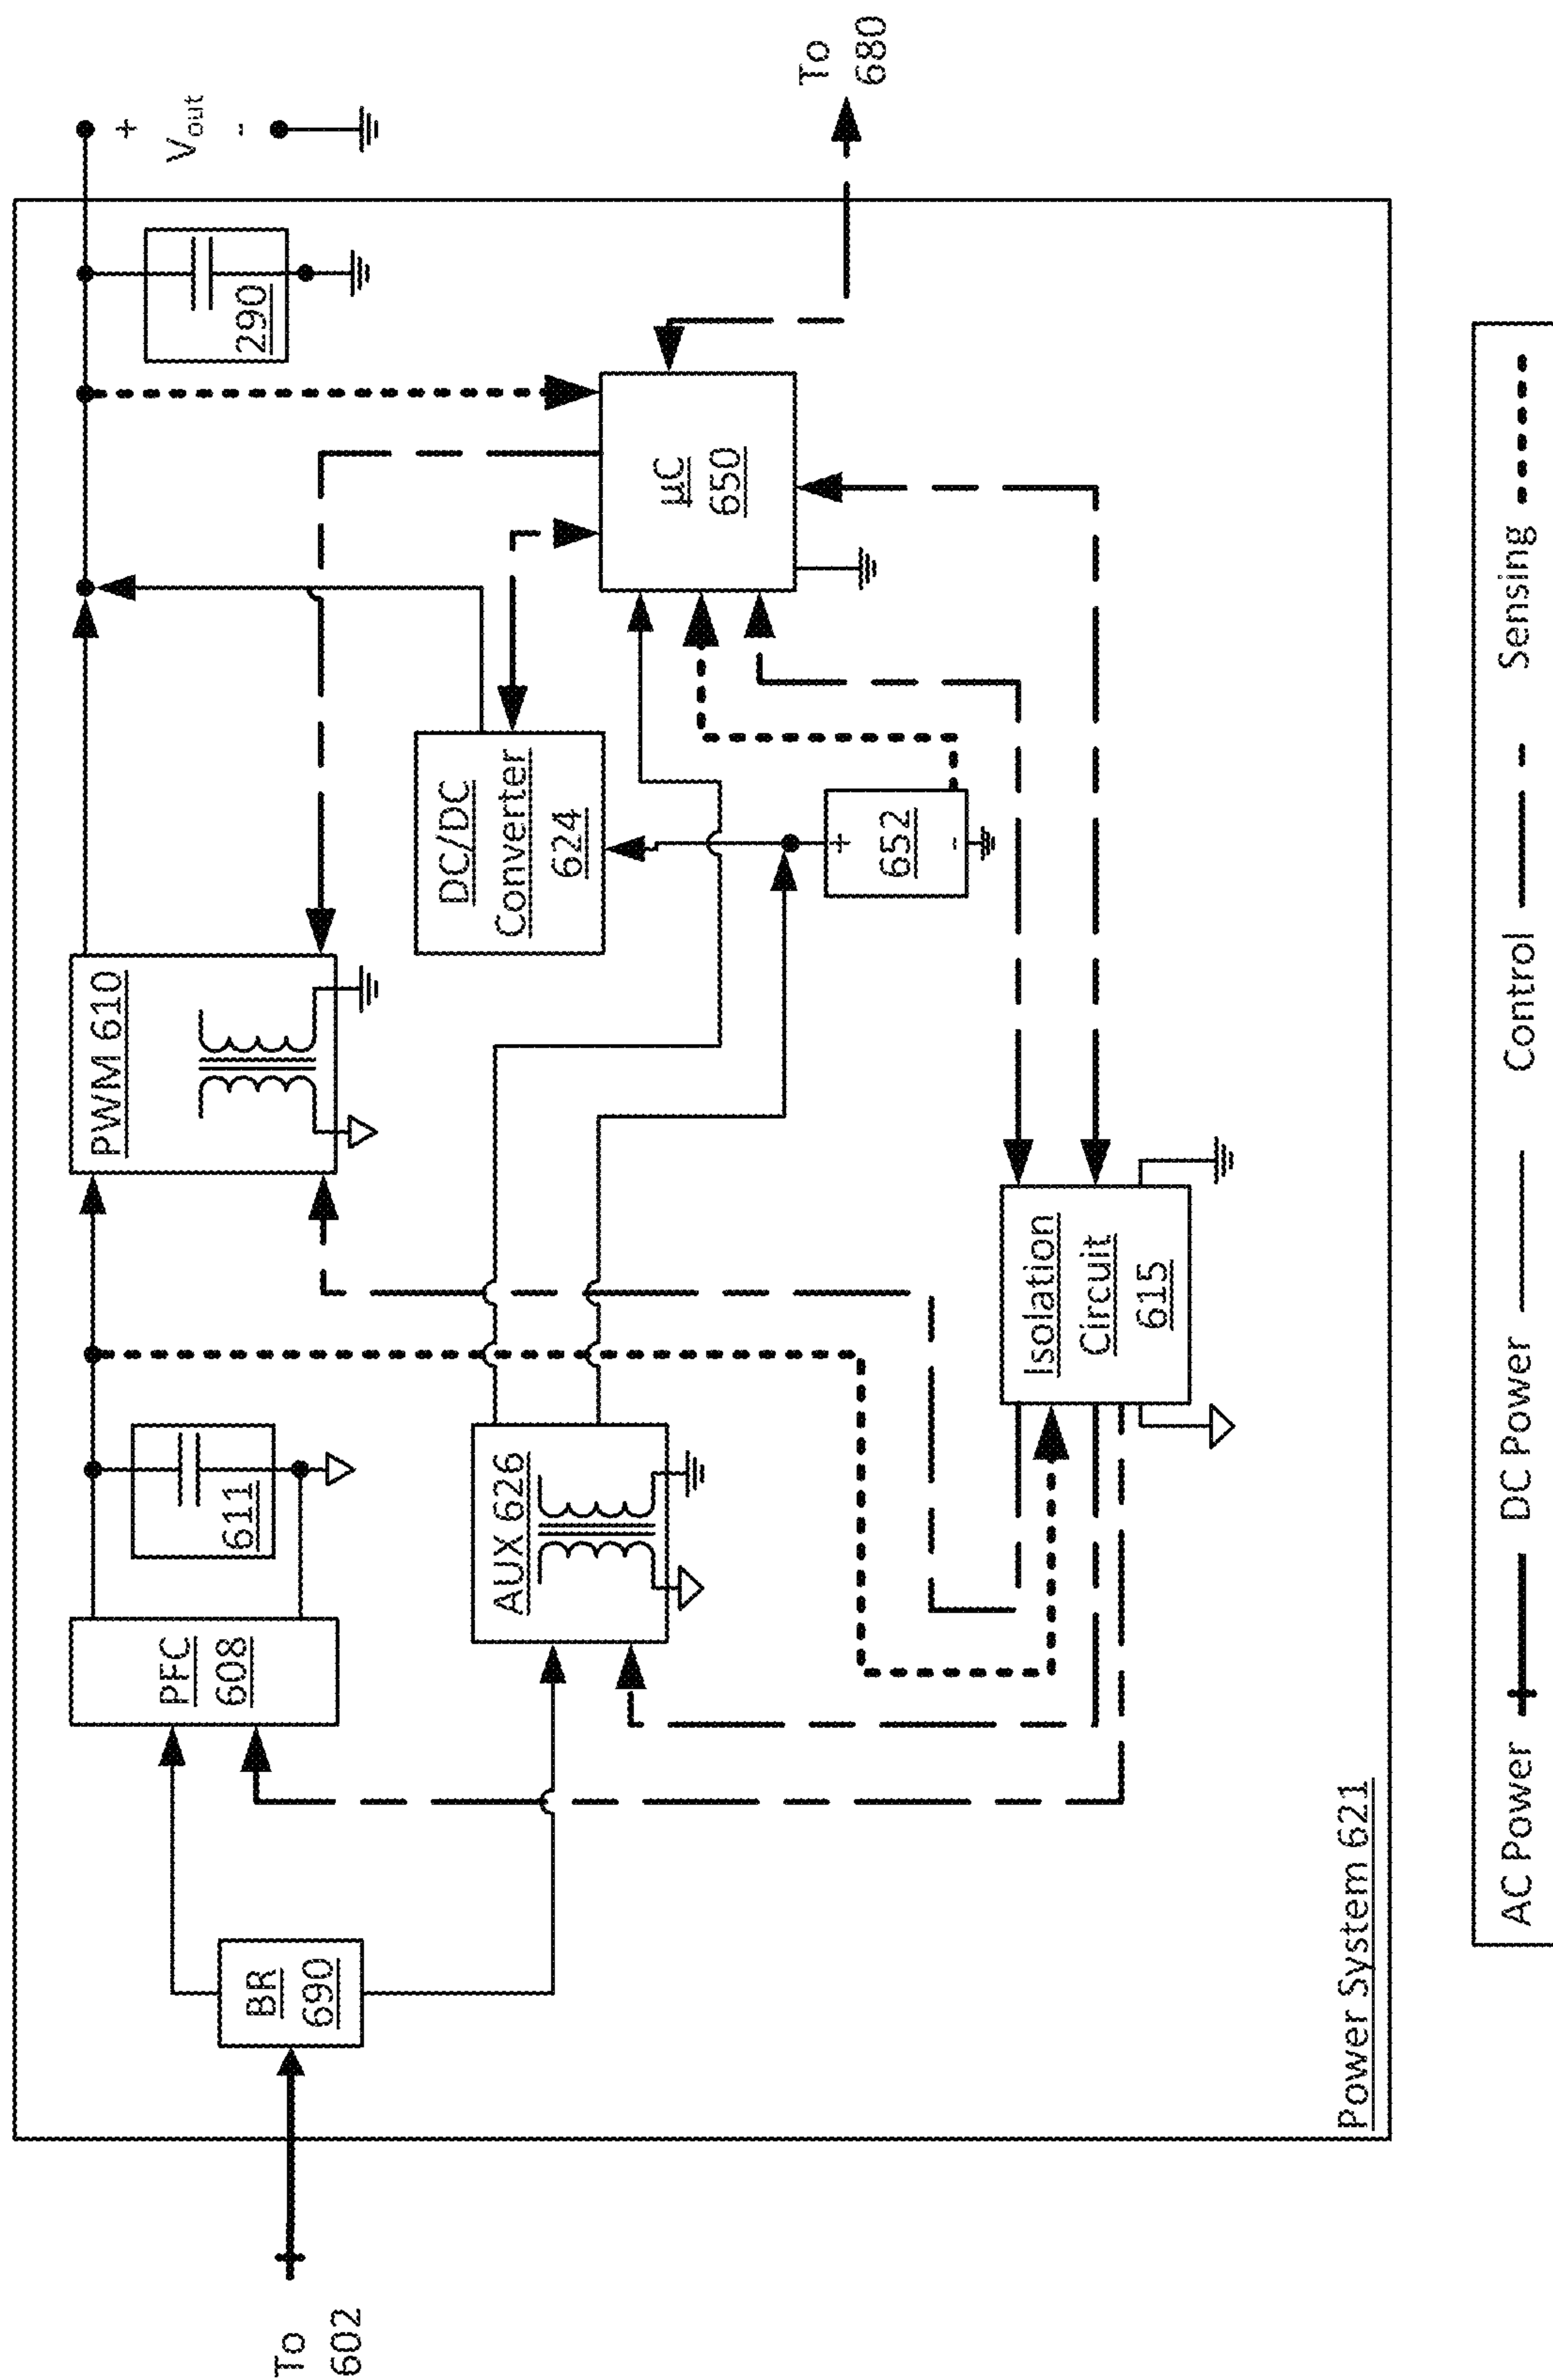 To
602
BR
690
PFC
608
611
PWM 610
AUX 626
Isolation
Circuit
615
DC/DC
Converter
624
+
652
-
µC
650
290
+
Vout
-
To
680
Power System 621
AC Power DC Power Control Sensing